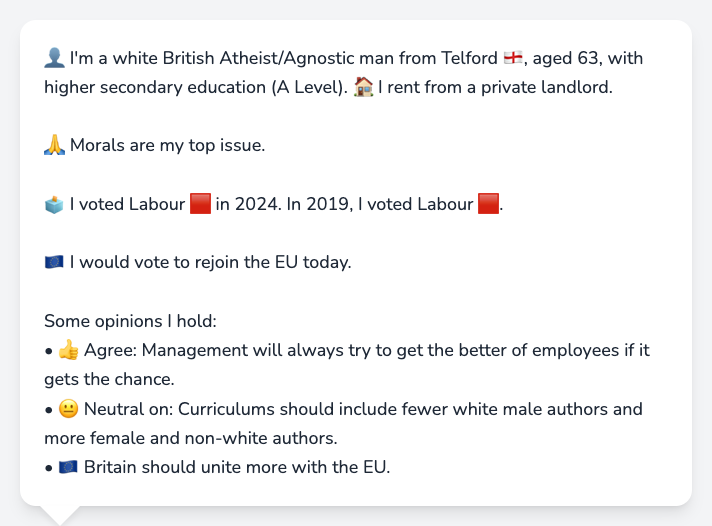 👤 I'm a white British Atheist/Agnostic man from Telford 🏴󠁧󠁢󠁥󠁮󠁧󠁿, aged 63, with
higher secondary education (A Level). 🏠 I rent from a private landlord.
🙏 Morals are my top issue.
🗳️ I voted Labour 🟥 in 2024. In 2019, I voted Labour 🟥.
🇪🇺 I would vote to rejoin the EU today.
Some opinions I hold:
• 👍 Agree: Management will always try to get the better of employees if it
gets the chance.
• 😐 Neutral on: Curriculums should include fewer white male authors and
more female and non-white authors.
• 🇪🇺 Britain should unite more with the EU.